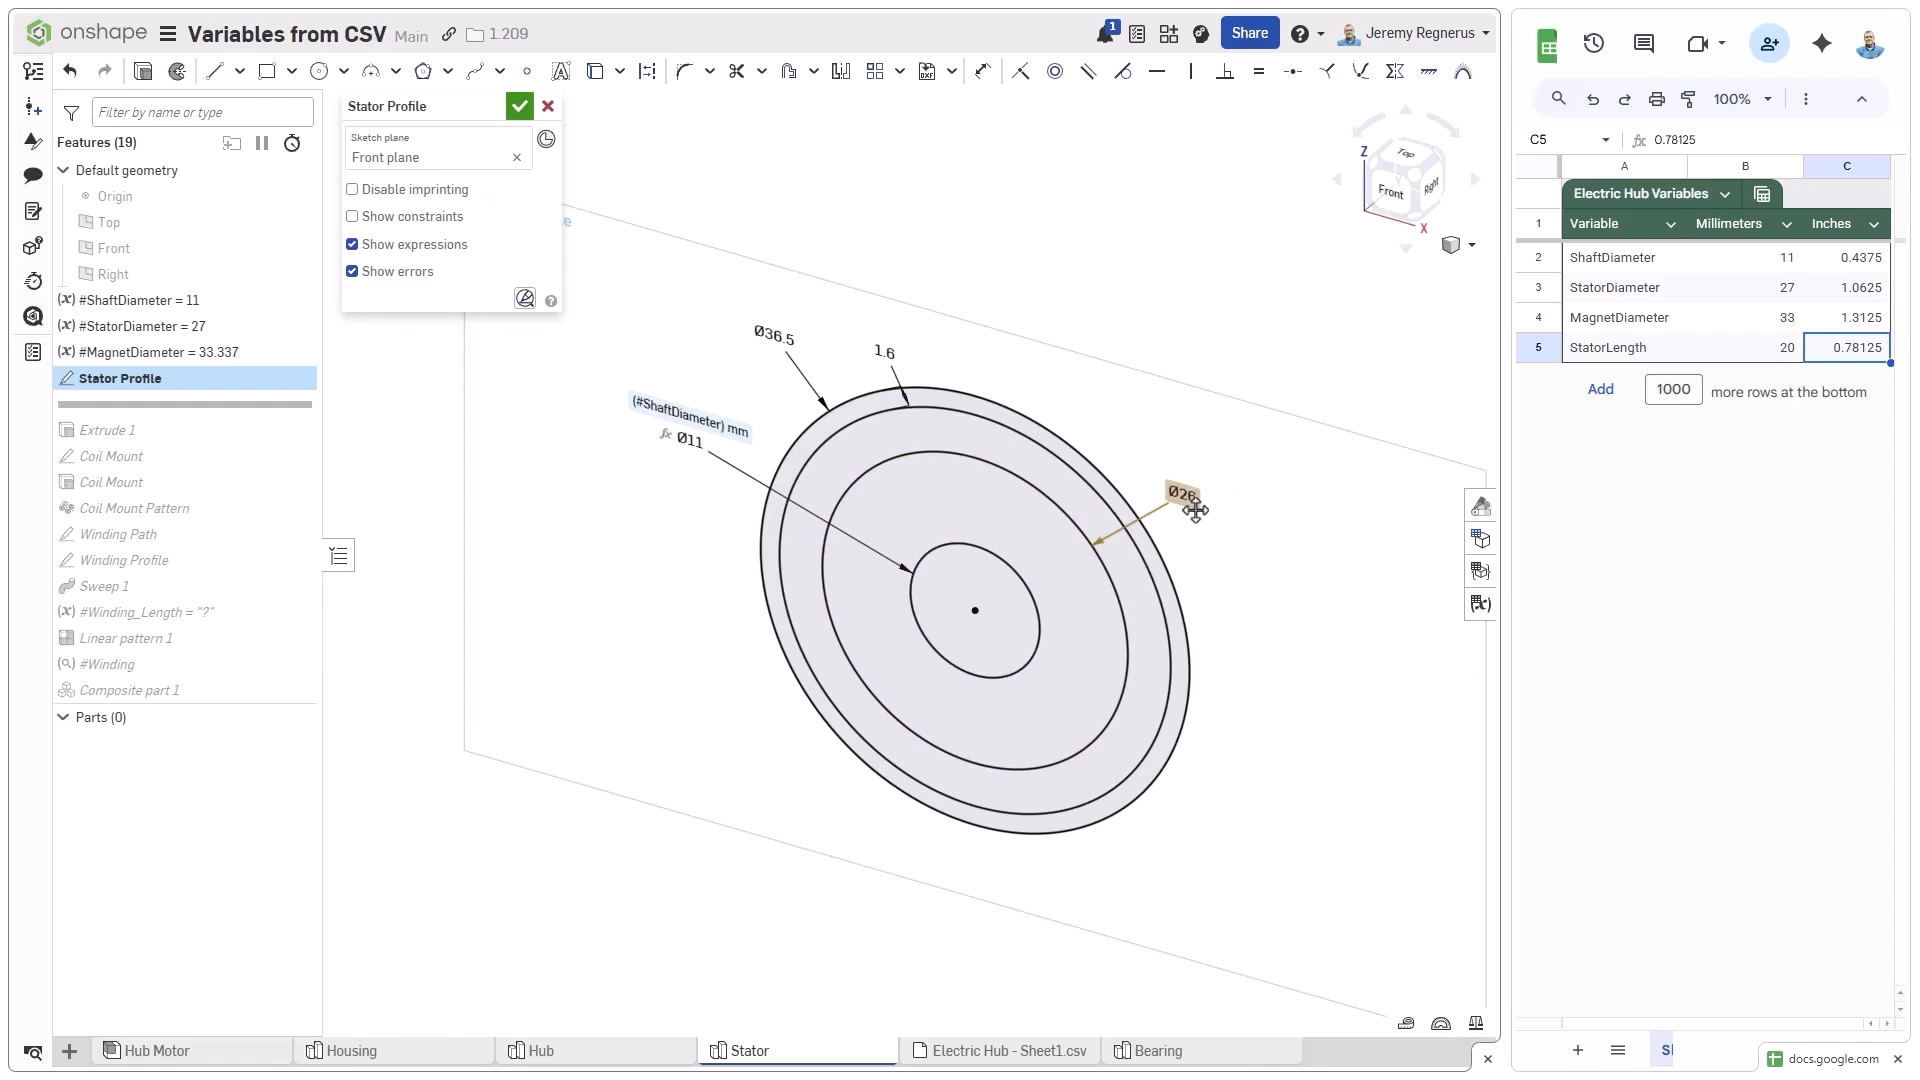 onshape Variables from CSV Main 1.209
1 Share Jeremy Regnerus
Filter by name or type
Features (19)
Default geometry
Origin
Top
Front
Right
(x) #ShaftDiameter = 11
(x) #StatorDiameter = 27
(x) #MagnetDiameter = 33.337
Stator Profile
Extrude 1
Coil Mount
Coil Mount
Coil Mount Pattern
Winding Path
Winding Profile
Sweep 1
(x) #Winding_Length = "?"
Linear pattern 1
#Winding
Composite part 1
Parts (0)
Stator Profile
Sketch plane
Front plane
Disable imprinting
Show constraints
Show expressions
Show errors
e
Ø36.5
1.6
(#ShaftDiameter) mm
fx Ø11
Ø26
Top
Front
Right
Z
X
Y
(x)
Hub Motor
Housing
Hub
Stator
Electric Hub - Sheet1.csv
Bearing
100%
C5 fx 0.78125
A B C
Electric Hub Variables
1 Variable Millimeters Inches
2 ShaftDiameter 11 0.4375
3 StatorDiameter 27 1.0625
4 MagnetDiameter 33 1.3125
5 StatorLength 20 0.78125
Add 1000 more rows at the bottom
docs.google.com